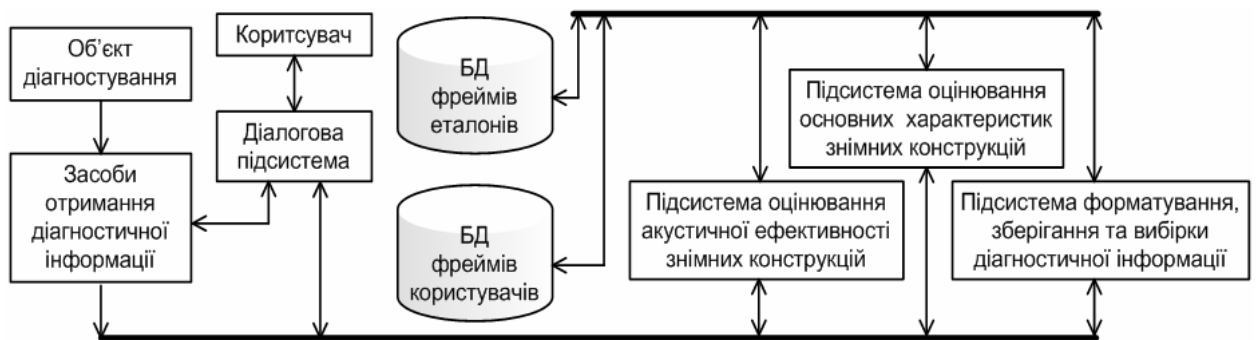 Об’єкт
діагностування
Коритсувач
Діалогова
підсистема
Засоби
отримання
діагностичної
інформації
БД
фреймів
еталонів
БД
фреймів
користувачів
Підсистема оцінювання
основних характеристик
знімних конструкцій
Підсистема оцінювання
акустичної ефективності
знімних конструкцій
Підсистема форматування,
зберігання та вибірки
діагностичної інформації